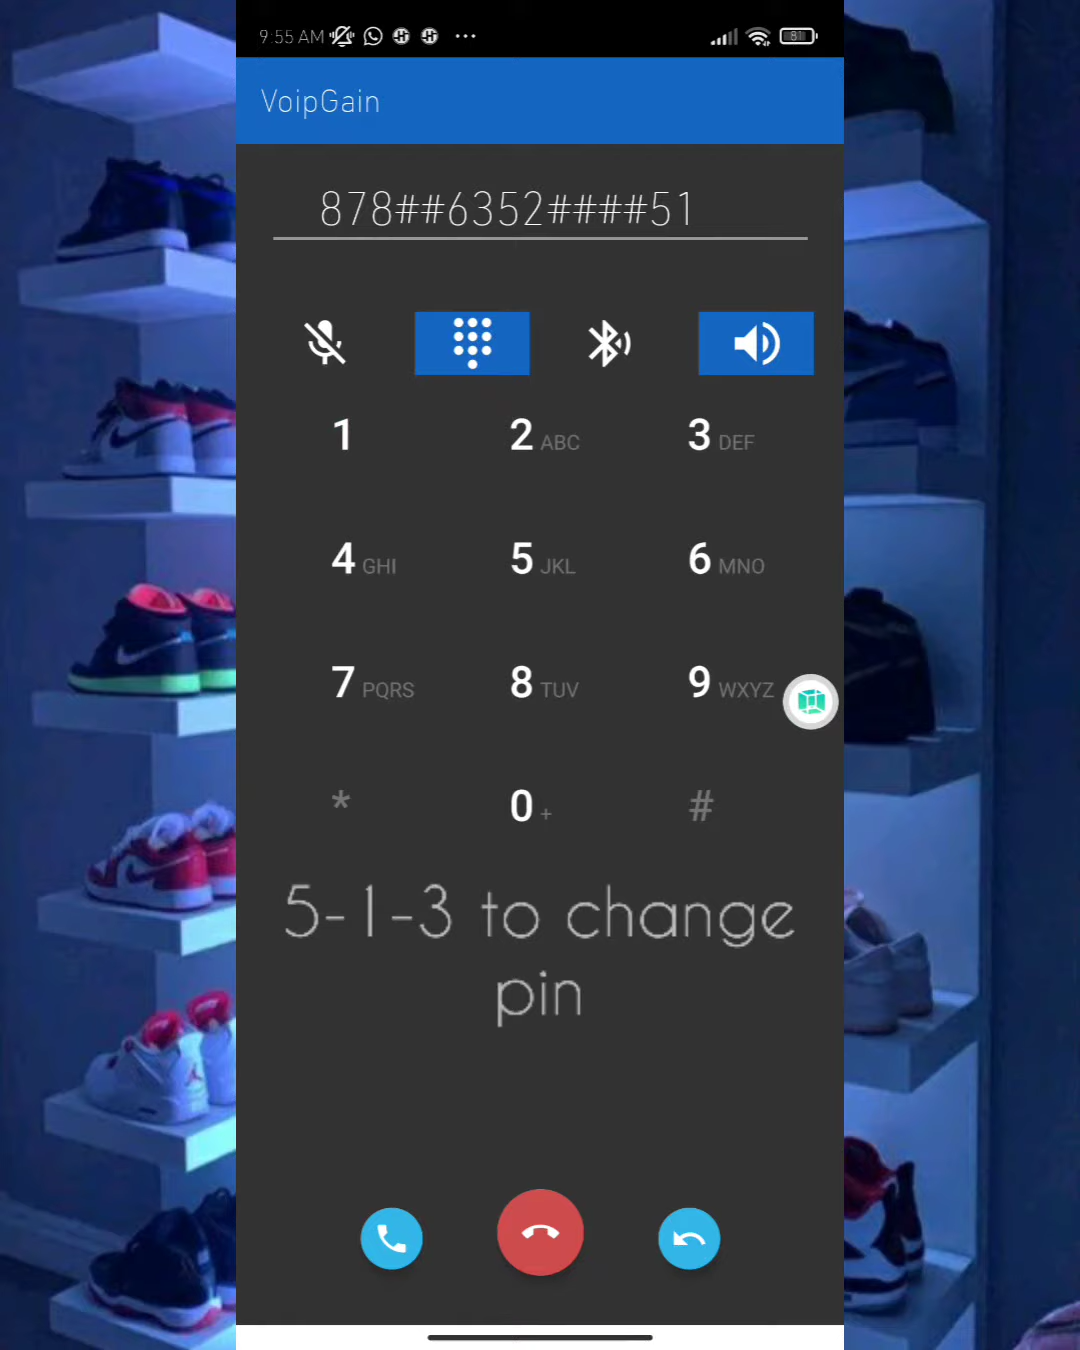 9:55 AM
81
VoipGain
878##6352####51
1
2 ABC
3 DEF
4 GHI
5 JKL
6 MNO
7 PQRS
8 TUV
9 WXYZ
*
0 +
#
5-1-3 to change
pin